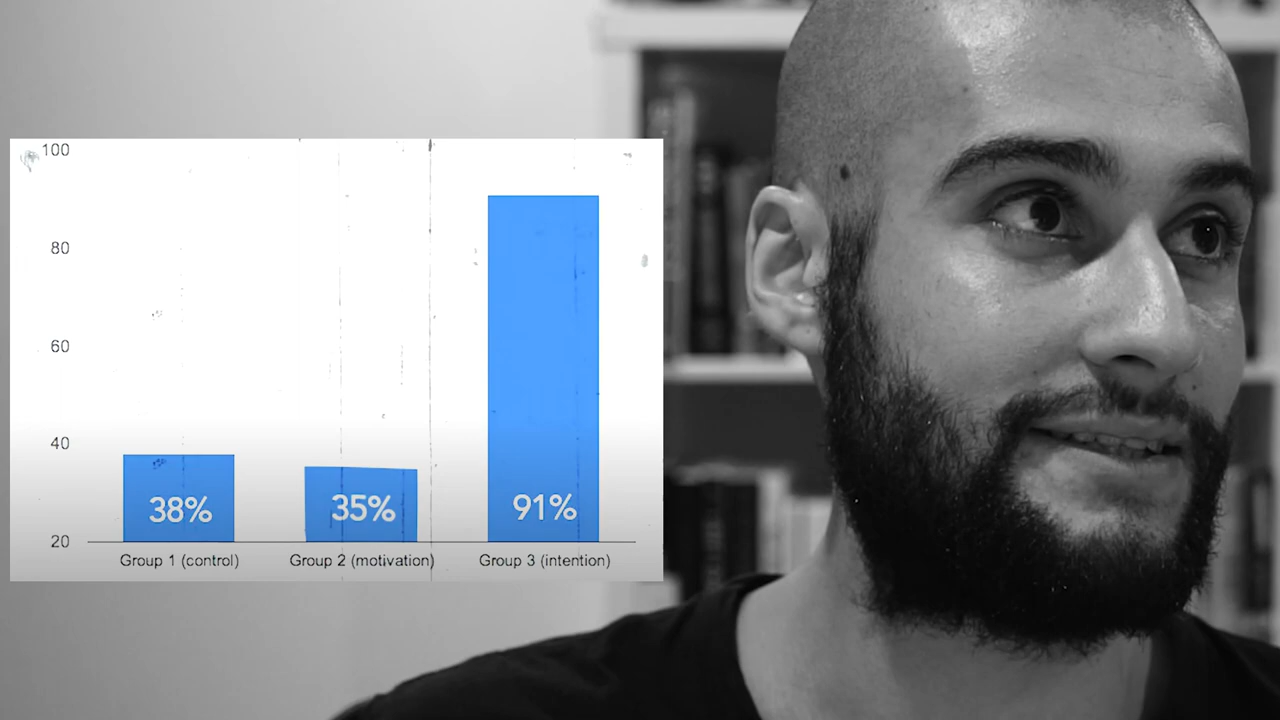 100
80
60
40
20
38%
35%
91%
Group 1 (control)
Group 2 (motivation)
Group 3 (intention)